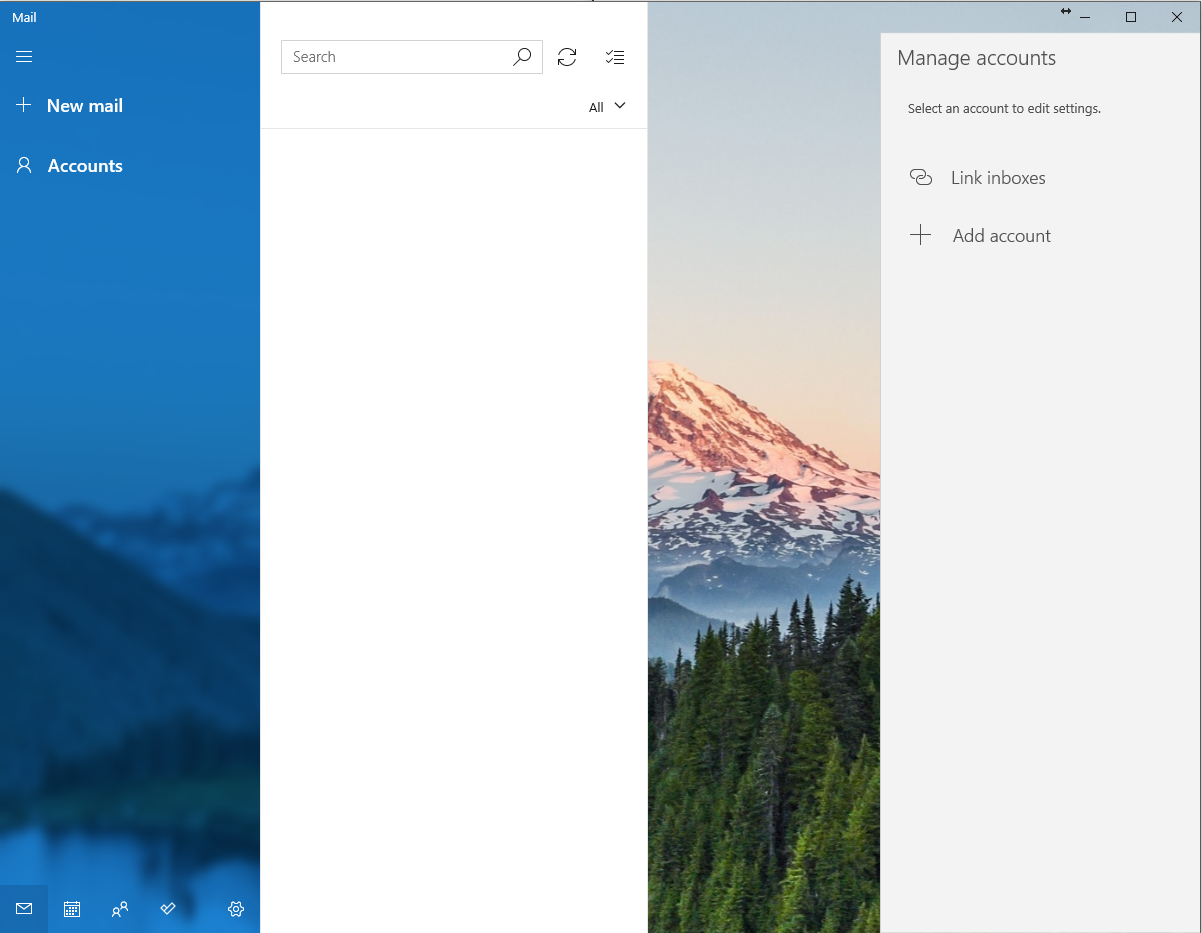 Mail
New mail
Accounts
Search
All
Manage accounts
Select an account to edit settings.
Link inboxes
Add account